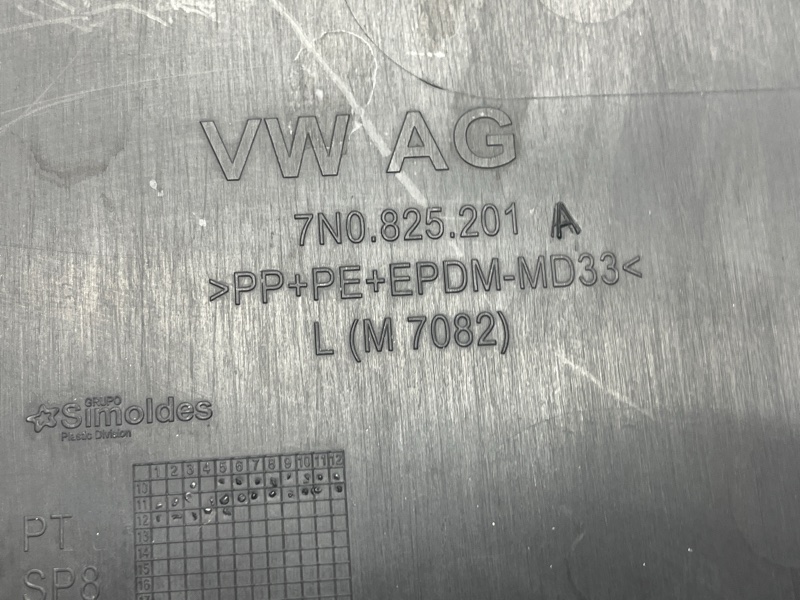 VW AG
7N0.825.201 A
>PP+PE+EPDM-MD33<
L (M 7082)
GRUPO
Simoldes
Plastic Division
1 2 3 4 5 6 7 8 9 10 11 12
10
11
12
13
14
15
16
PT
SP8